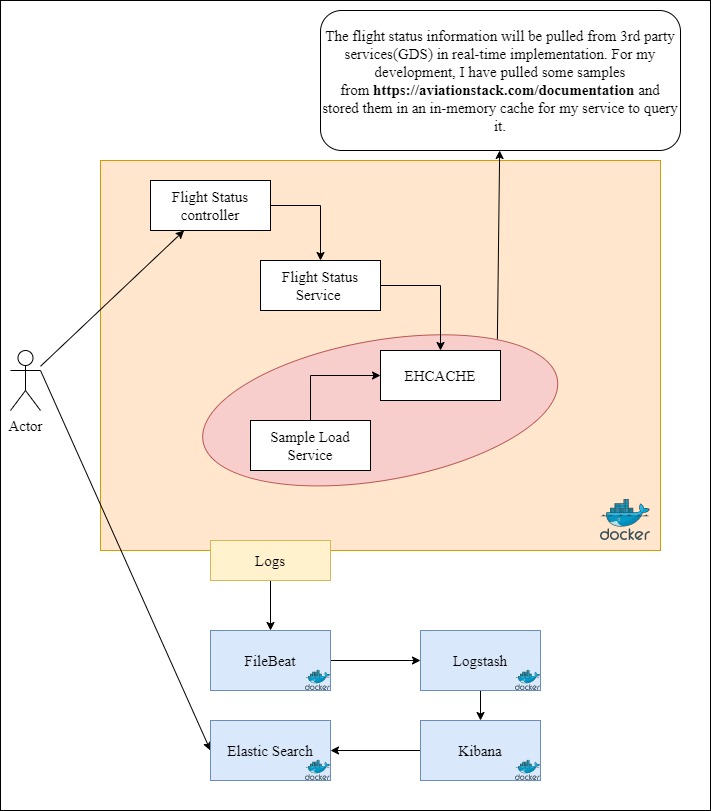 The flight status information will be pulled from 3rd party
services(GDS) in real-time implementation. For my
development, I have pulled some samples
from https://aviationstack.com/documentation and
stored them in an in-memory cache for my service to query
it.
Flight Status
controller
Flight Status
Service
EHCACHE
Sample Load
Service
Actor
docker
Logs
FileBeat
docker
Logstash
docker
Elastic Search
docker
Kibana
docker